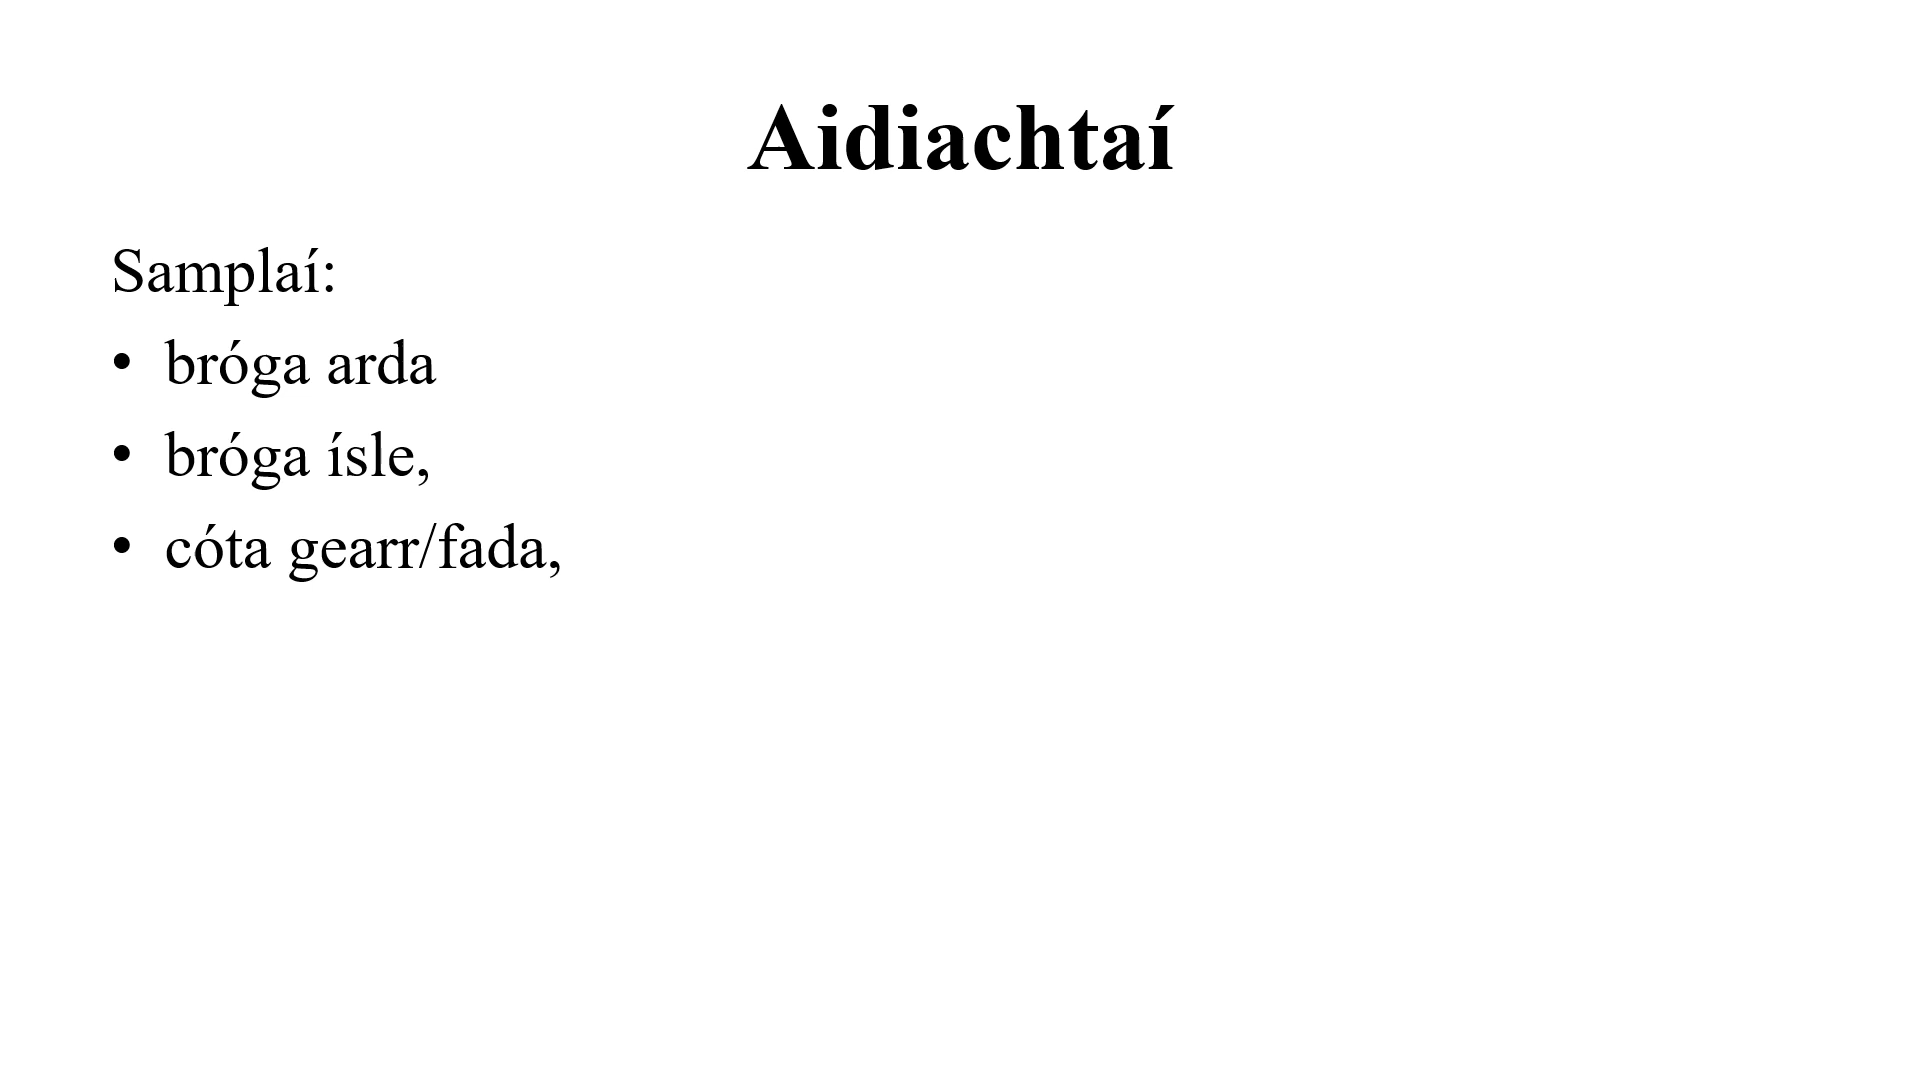 Aidiachtaí
Samplaí:
• bróga arda
• bróga ísle,
• cóta gearr/fada,